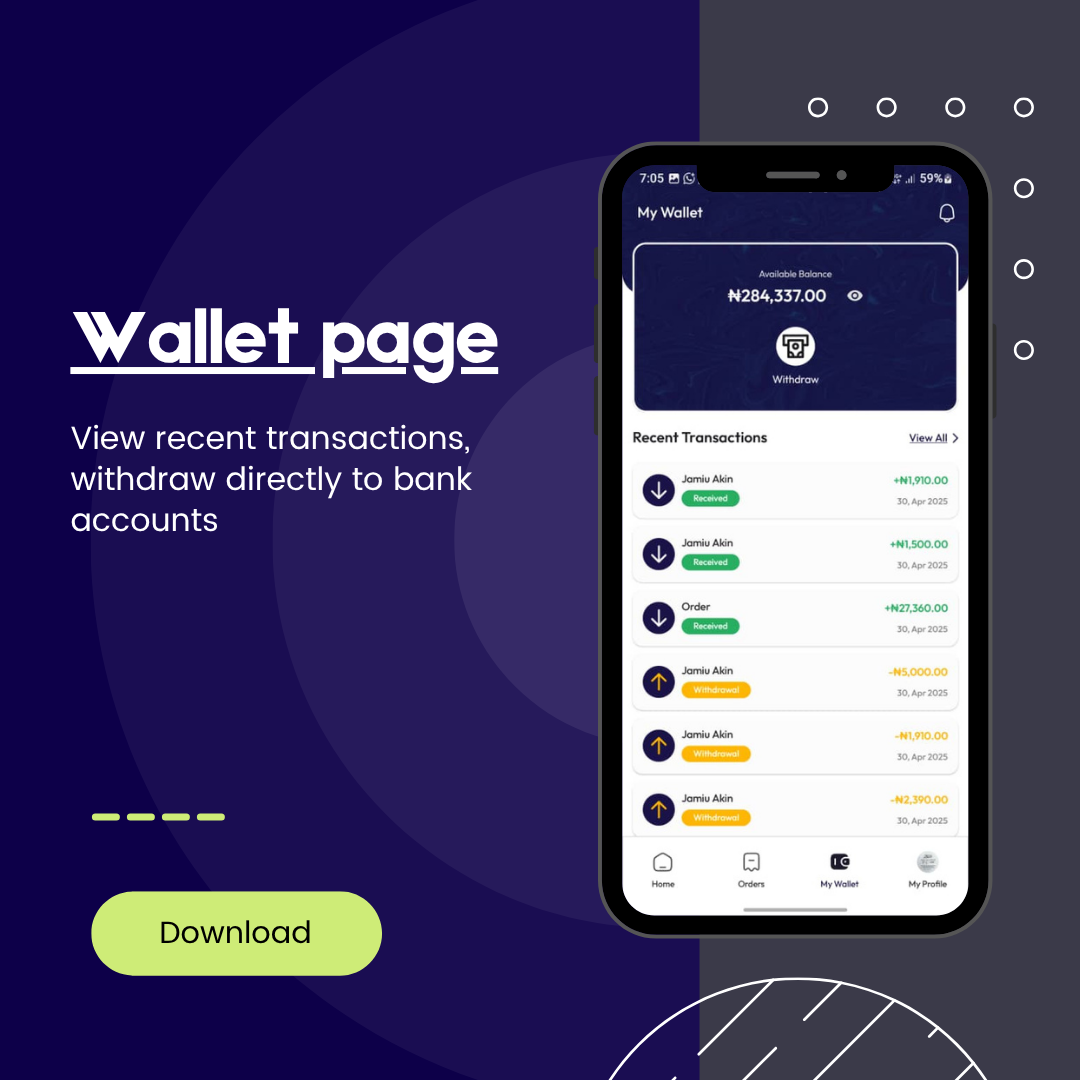 Wallet page
View recent transactions,
withdraw directly to bank
accounts
Download
7:05
59%
My Wallet
Available Balance
₦284,337.00
Withdraw
Recent Transactions
View All
Jamiu Akin
+₦1,910.00
Received
30, Apr 2025
Jamiu Akin
+₦1,500.00
Received
30, Apr 2025
Order
+₦27,360.00
Received
30, Apr 2025
Jamiu Akin
-₦5,000.00
Withdrawal
30, Apr 2025
Jamiu Akin
-₦1,910.00
Withdrawal
30, Apr 2025
Jamiu Akin
-₦2,390.00
Withdrawal
30, Apr 2025
Home
Orders
My Wallet
My Profile